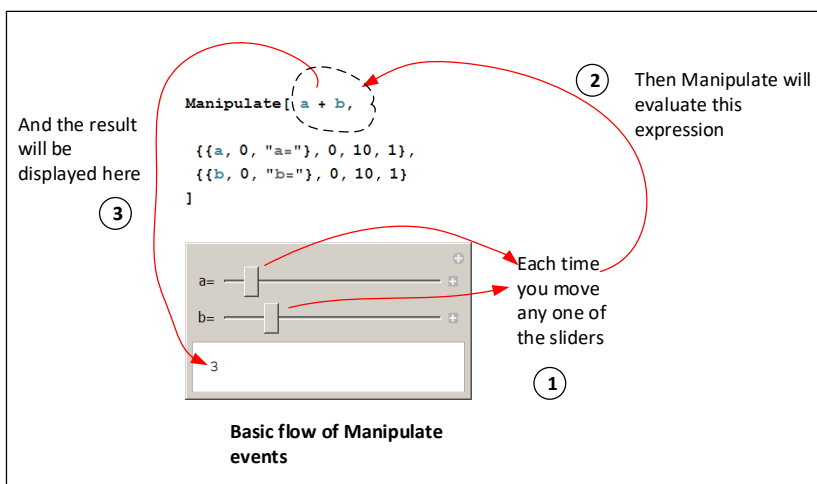 And the result
will be
displayed here
3
Manipulate[ a + b,
{{a, 0, "a="}, 0, 10, 1},
{{b, 0, "b="}, 0, 10, 1}
]
2
Then Manipulate will
evaluate this
expression
a=
b=
3
Each time
you move
any one of
the sliders
1
Basic flow of Manipulate
events